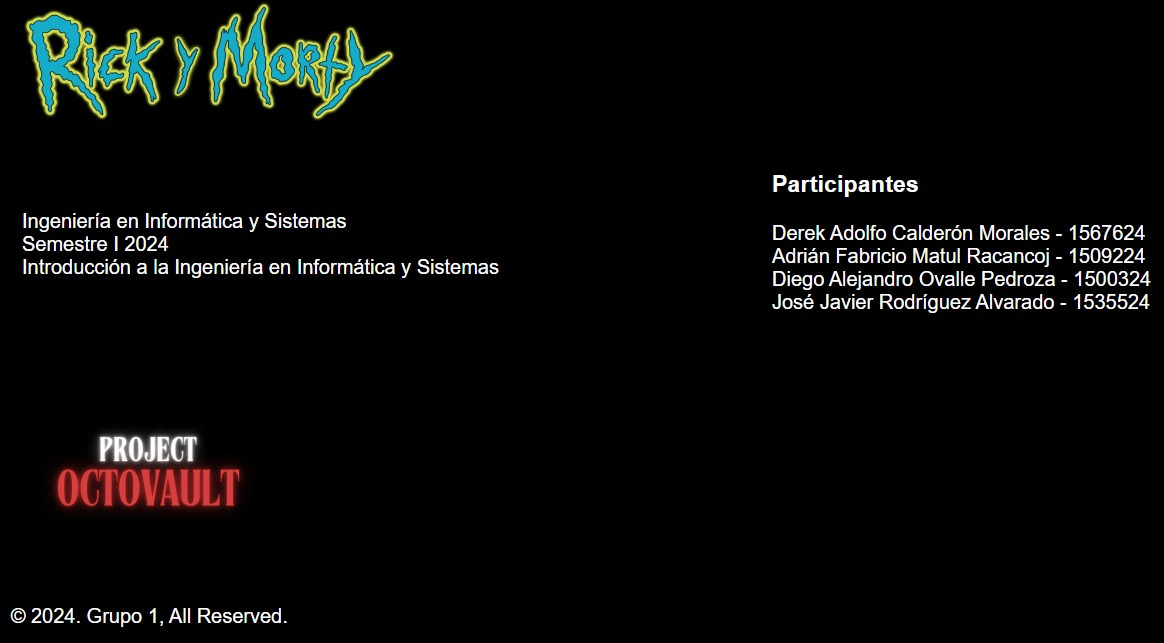 Rick y Morty
Participantes
Ingeniería en Informática y Sistemas
Semestre I 2024
Introducción a la Ingeniería en Informática y Sistemas
Derek Adolfo Calderón Morales - 1567624
Adrián Fabricio Matul Racancoj - 1509224
Diego Alejandro Ovalle Pedroza - 1500324
José Javier Rodríguez Alvarado - 1535524
PROJECT
OCTOVAULT
© 2024. Grupo 1, All Reserved.